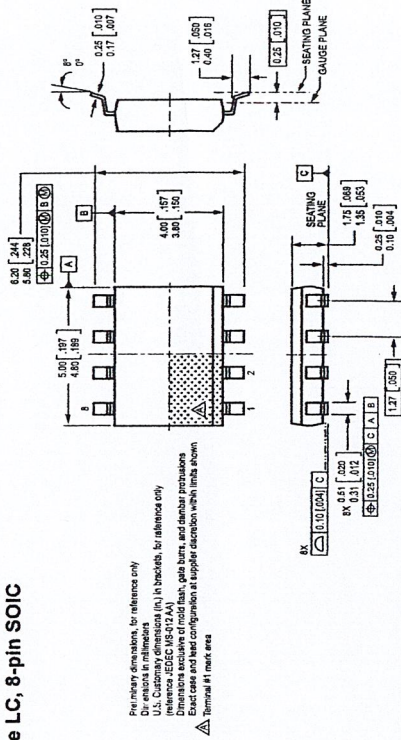 e LC, 8-pin SOIC
5.00 [.197
4.80 .189]
A
6.20 [.244
5.80 .228]
0.25 [.010] M B M
B
4.00 [.157
3.80 .150]
8
1
2
A
8°
0°
0.25 [.010
0.17 .007]
1.27 [.050
0.40 .016]
0.25 [.010]
SEATING PLANE
GAUGE PLANE
Preliminary dimensions, for reference only
Dimensions in millimeters
U.S. Customary dimensions (in.) in brackets, for reference only
(reference JEDEC MS-012 AA)
Dimensions exclusive of mold flash, gate burrs, and dambar protrusions
Exact case and lead configuration at supplier discretion within limits shown
A Terminal #1 mark area
8X
0.10 [.004] C
8X 0.51 [.020
0.31 .012]
0.25 [.010] M C A B
1.27 [.050]
C
SEATING
PLANE
1.75 [.069
1.35 .053]
0.25 [.010
0.10 .004]